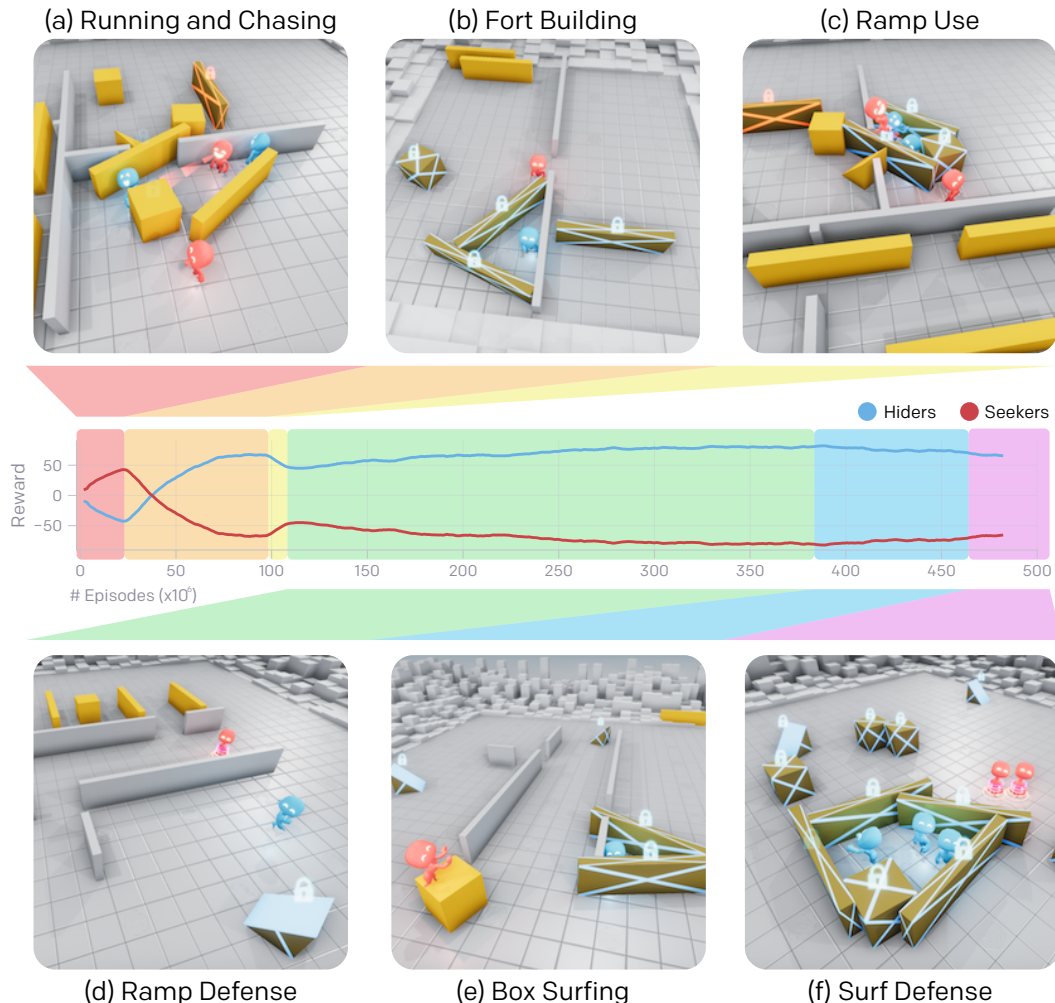 (a) Running and Chasing
(b) Fort Building
(c) Ramp Use
Hiders
Seekers
Reward
50
0
−50
0
50
100
150
200
250
300
350
400
450
500
# Episodes (x10⁶)
(d) Ramp Defense
(e) Box Surfing
(f) Surf Defense